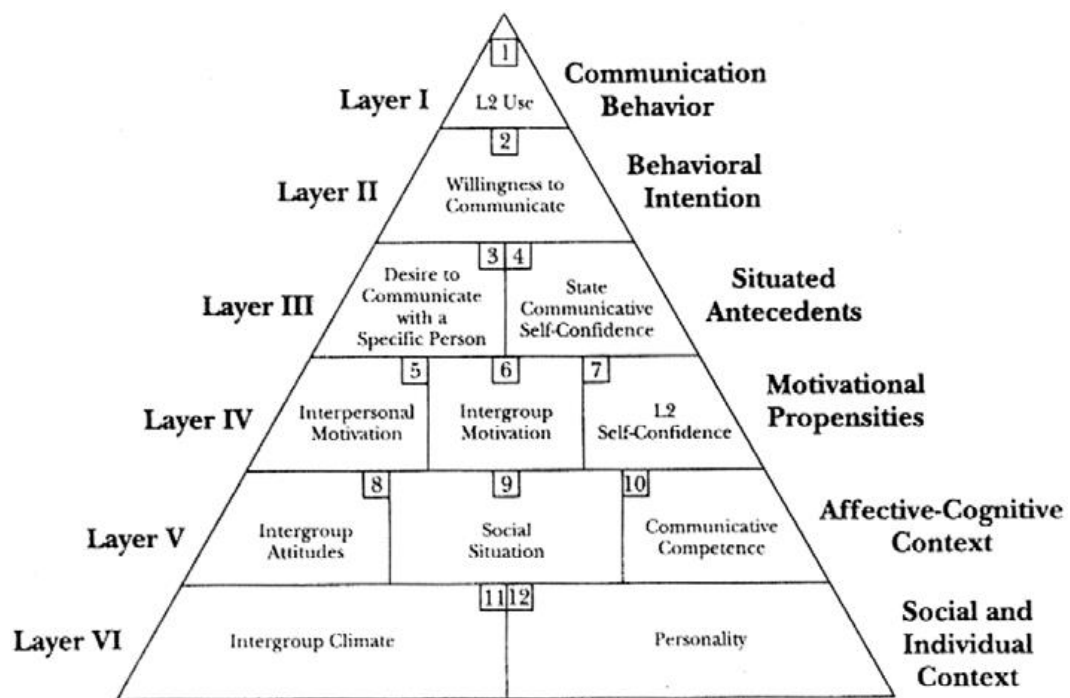 1
Layer I
L2 Use
Communication
Behavior
2
Layer II
Willingness to
Communicate
Behavioral
Intention
3
4
Layer III
Desire to
Communicate
with a
Specific Person
State
Communicative
Self-Confidence
Situated
Antecedents
5
6
7
Layer IV
Interpersonal
Motivation
Intergroup
Motivation
L2
Self-Confidence
Motivational
Propensities
8
9
10
Layer V
Intergroup
Attitudes
Social
Situation
Communicative
Competence
Affective-Cognitive
Context
11
12
Layer VI
Intergroup Climate
Personality
Social and
Individual
Context